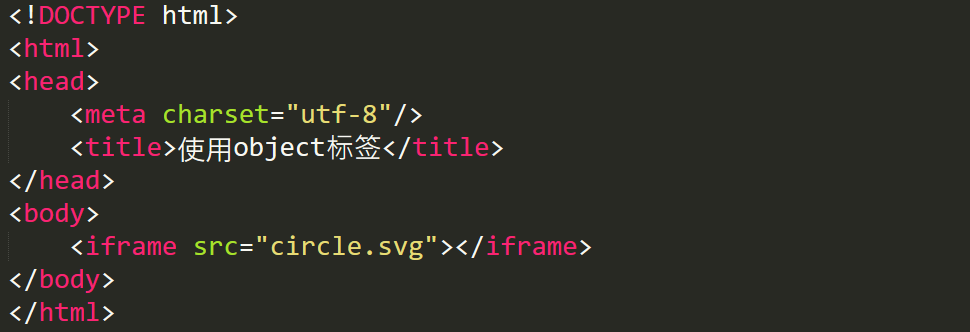 <!DOCTYPE html>
<html>
<head>
    <meta charset="utf-8"/>
    <title>使用object标签</title>
</head>
<body>
    <iframe src="circle.svg"></iframe>
</body>
</html>